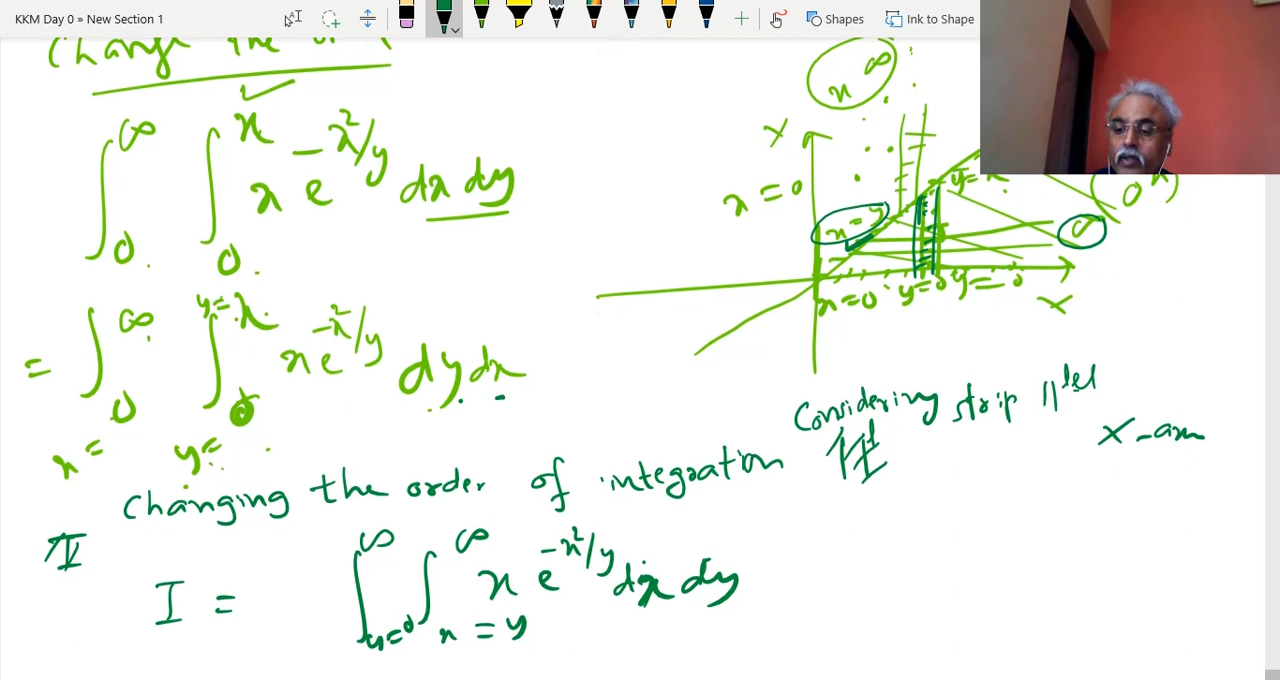 KKM Day 0 » New Section 1
Shapes
Ink to Shape
Change the
∫₀^∞ ∫₀^x x e^(-x²/y) dx dy
= ∫_(x=0)^∞ ∫_(y=0)^(y=x) x e^(-x²/y) dy dx
x ∞
Y
x = 0
x = y
y = x
∞
x = 0
y = 0
y = 0
X
Considering strip ||lel
X-axis
Changing the order of integration
I = ∫_(y=0)^∞ ∫_(x=y)^∞ x e^(-x²/y) dx dy